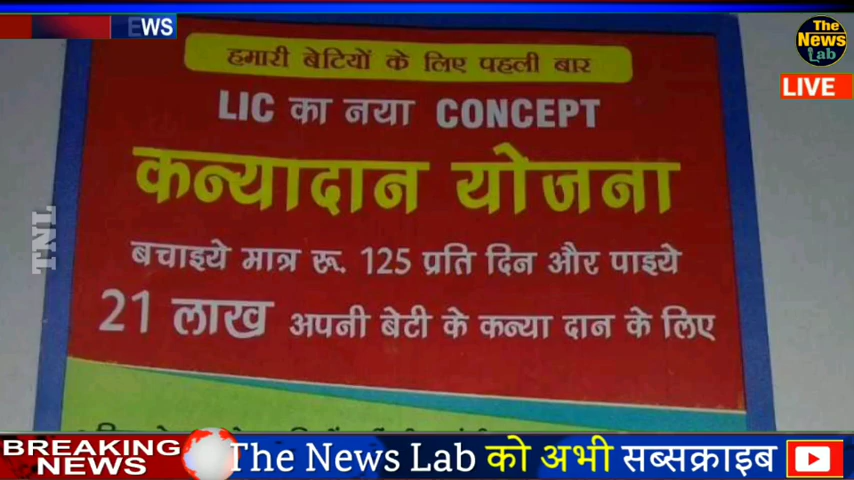 EWS
The
News
Lab
LIVE
हमारी बेटियों के लिए पहली बार
LIC का नया CONCEPT
कन्यादान योजना
बचाइये मात्र रू. 125 प्रति दिन और पाइये
21 लाख अपनी बेटी के कन्या दान के लिए
TNL
BREAKING
NEWS
The News Lab को अभी सब्सक्राइब